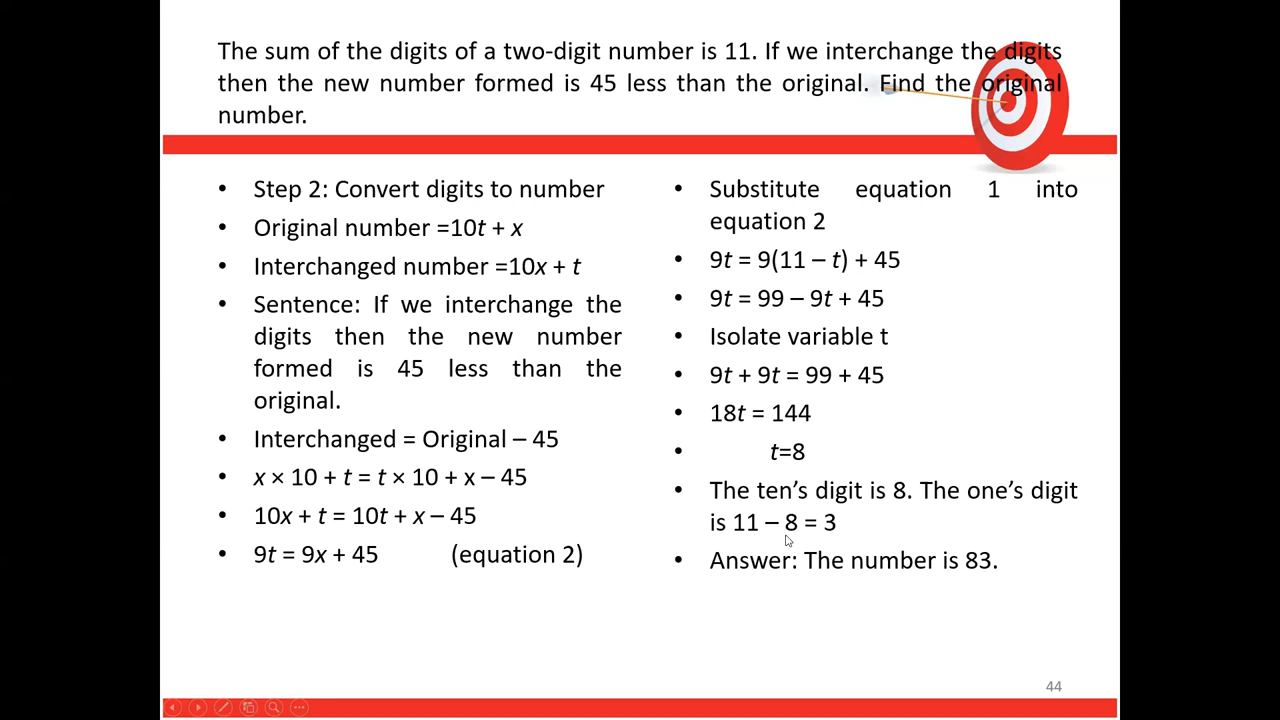 The sum of the digits of a two-digit number is 11. If we interchange the digits
then the new number formed is 45 less than the original. Find the original
number.
• Step 2: Convert digits to number
• Original number =10t + x
• Interchanged number =10x + t
• Sentence: If we interchange the
digits then the new number
formed is 45 less than the
original.
• Interchanged = Original – 45
• x × 10 + t = t × 10 + x – 45
• 10x + t = 10t + x – 45
• 9t = 9x + 45 (equation 2)
• Substitute equation 1 into
equation 2
• 9t = 9(11 – t) + 45
• 9t = 99 – 9t + 45
• Isolate variable t
• 9t + 9t = 99 + 45
• 18t = 144
• t=8
• The ten’s digit is 8. The one’s digit
is 11 – 8 = 3
• Answer: The number is 83.
44